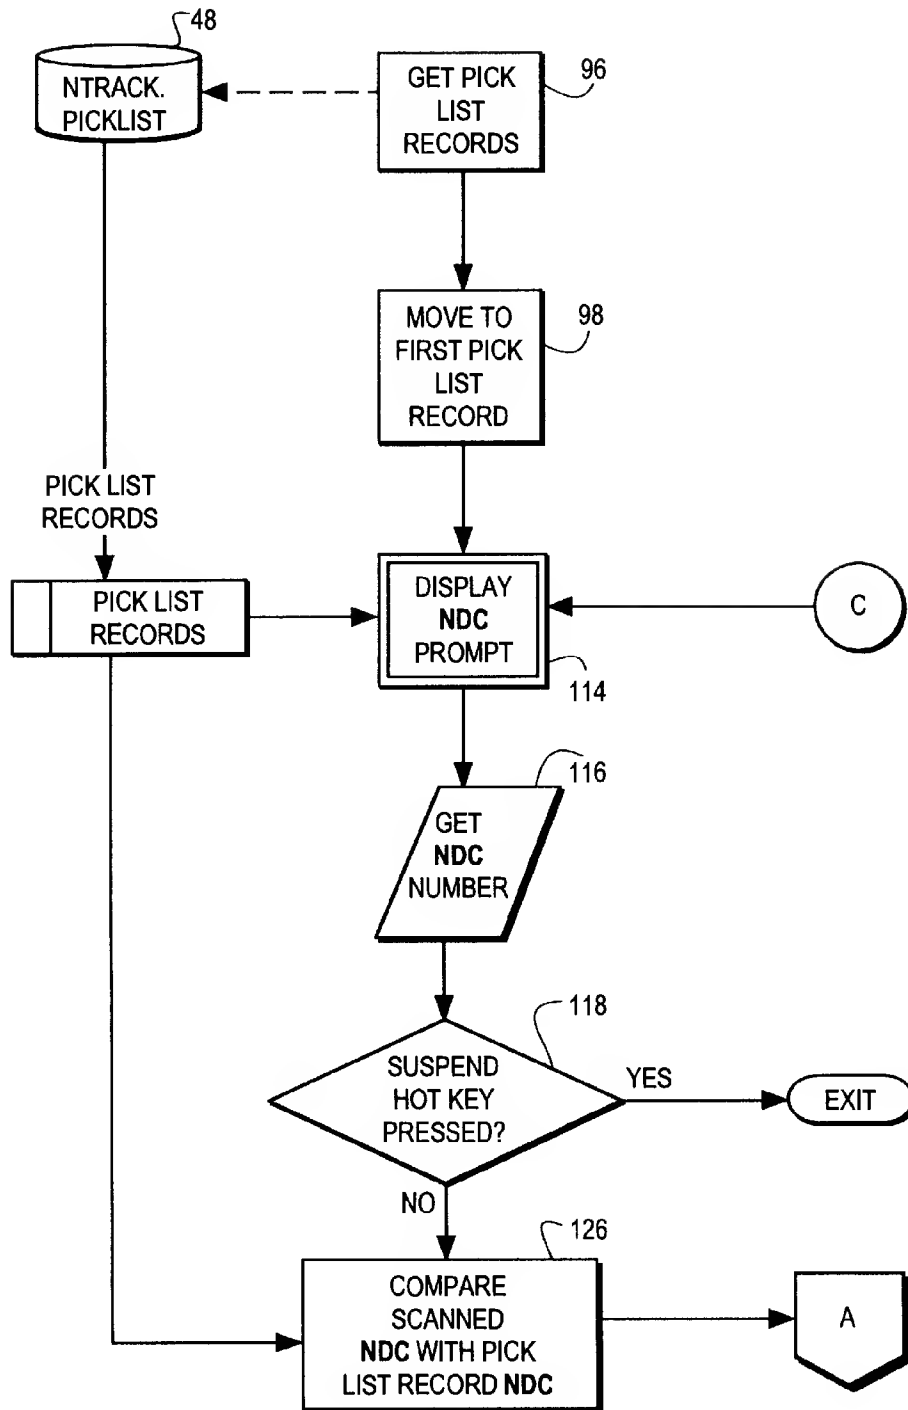 48
NTRACK.
PICKLIST
GET PICK
LIST
RECORDS
96
MOVE TO
FIRST PICK
LIST
RECORD
98
PICK LIST
RECORDS
PICK LIST
RECORDS
DISPLAY
NDC
PROMPT
114
C
116
GET
NDC
NUMBER
118
SUSPEND
HOT KEY
PRESSED?
YES
EXIT
NO
126
COMPARE
SCANNED
NDC WITH PICK
LIST RECORD NDC
A